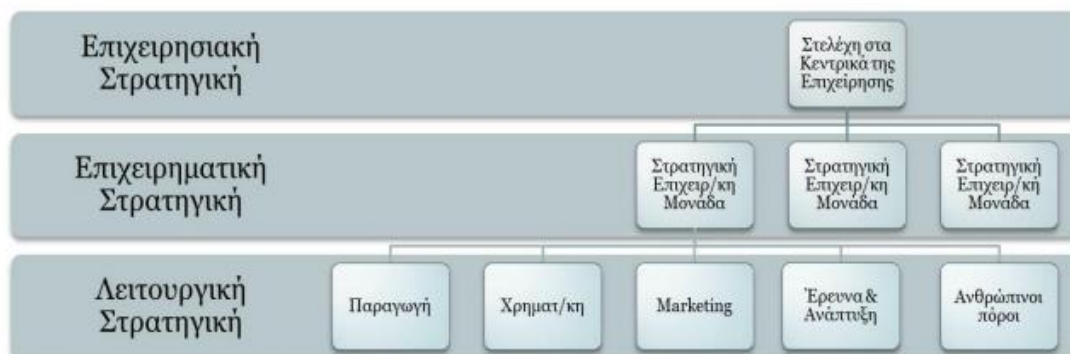 Επιχειρησιακή
Στρατηγική
Στελέχη στα
Κεντρικά της
Επιχείρησης
Επιχειρηματική
Στρατηγική
Στρατηγική
Επιχειρ/κη
Μονάδα
Στρατηγική
Επιχειρ/κη
Μονάδα
Στρατηγική
Επιχειρ/κή
Μονάδα
Λειτουργική
Στρατηγική
Παραγωγή
Χρηματ/κη
Marketing
Έρευνα &
Ανάπτυξη
Ανθρώπινοι
πόροι